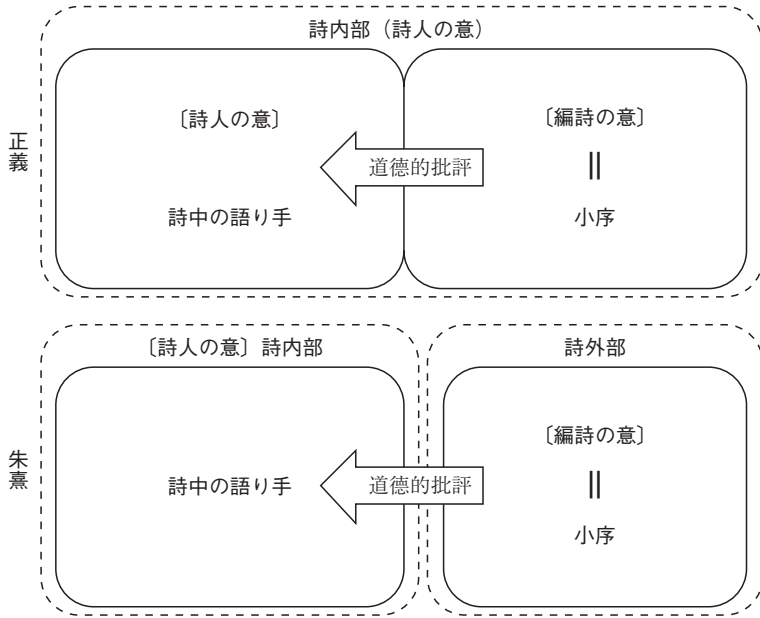 詩内部（詩人の意）
正義
〔詩人の意〕
〔編詩の意〕
道徳的批評
||
詩中の語り手
小序
〔詩人の意〕詩内部
詩外部
朱熹
〔編詩の意〕
詩中の語り手
道徳的批評
||
小序